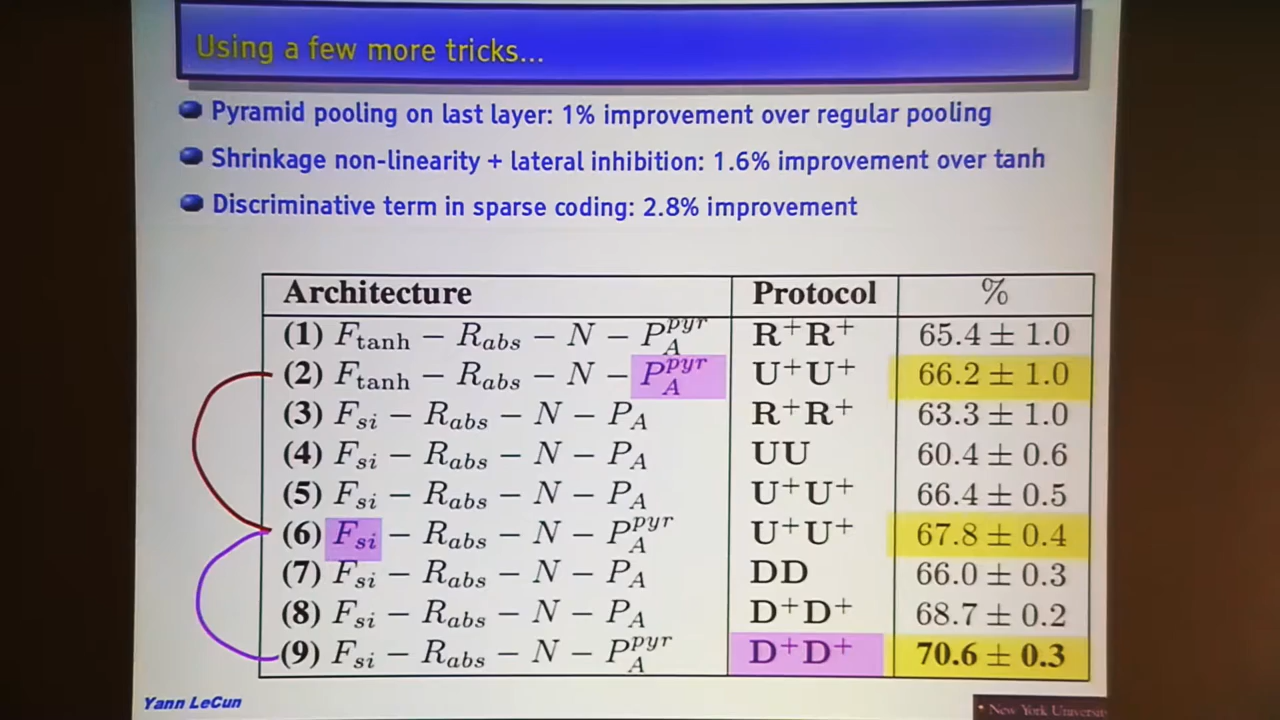 Using a few more tricks...
Pyramid pooling on last layer: 1% improvement over regular pooling
Shrinkage non-linearity + lateral inhibition: 1.6% improvement over tanh
Discriminative term in sparse coding: 2.8% improvement
Architecture Protocol %
(1) F_tanh − R_abs − N − P_A^pyr R⁺R⁺ 65.4 ± 1.0
(2) F_tanh − R_abs − N − P_A^pyr U⁺U⁺ 66.2 ± 1.0
(3) F_si − R_abs − N − P_A R⁺R⁺ 63.3 ± 1.0
(4) F_si − R_abs − N − P_A UU 60.4 ± 0.6
(5) F_si − R_abs − N − P_A U⁺U⁺ 66.4 ± 0.5
(6) F_si − R_abs − N − P_A^pyr U⁺U⁺ 67.8 ± 0.4
(7) F_si − R_abs − N − P_A DD 66.0 ± 0.3
(8) F_si − R_abs − N − P_A D⁺D⁺ 68.7 ± 0.2
(9) F_si − R_abs − N − P_A^pyr D⁺D⁺ 70.6 ± 0.3
Yann LeCun
• New York University